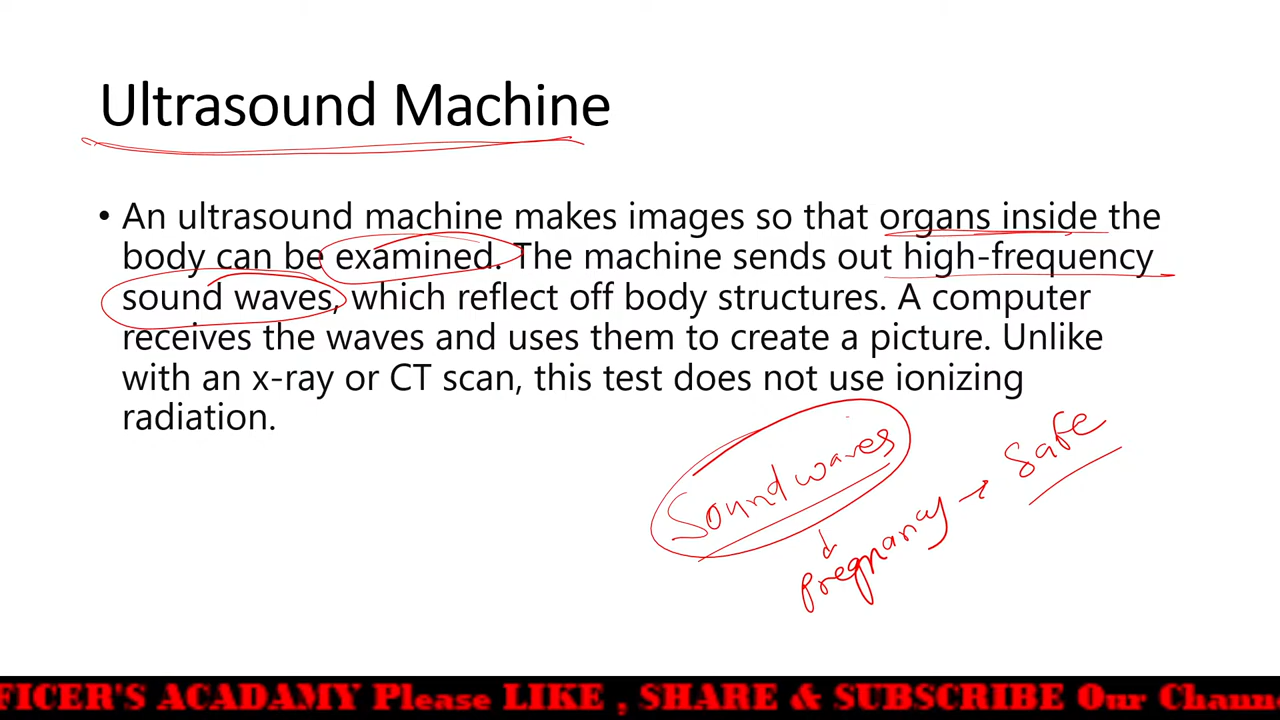 Ultrasound Machine
• An ultrasound machine makes images so that organs inside the
body can be examined. The machine sends out high-frequency
sound waves, which reflect off body structures. A computer
receives the waves and uses them to create a picture. Unlike
with an x-ray or CT scan, this test does not use ionizing
radiation.
Sound waves
↓
Pregnancy → Safe
FICER'S ACADAMY Please LIKE , SHARE & SUBSCRIBE Our Chann